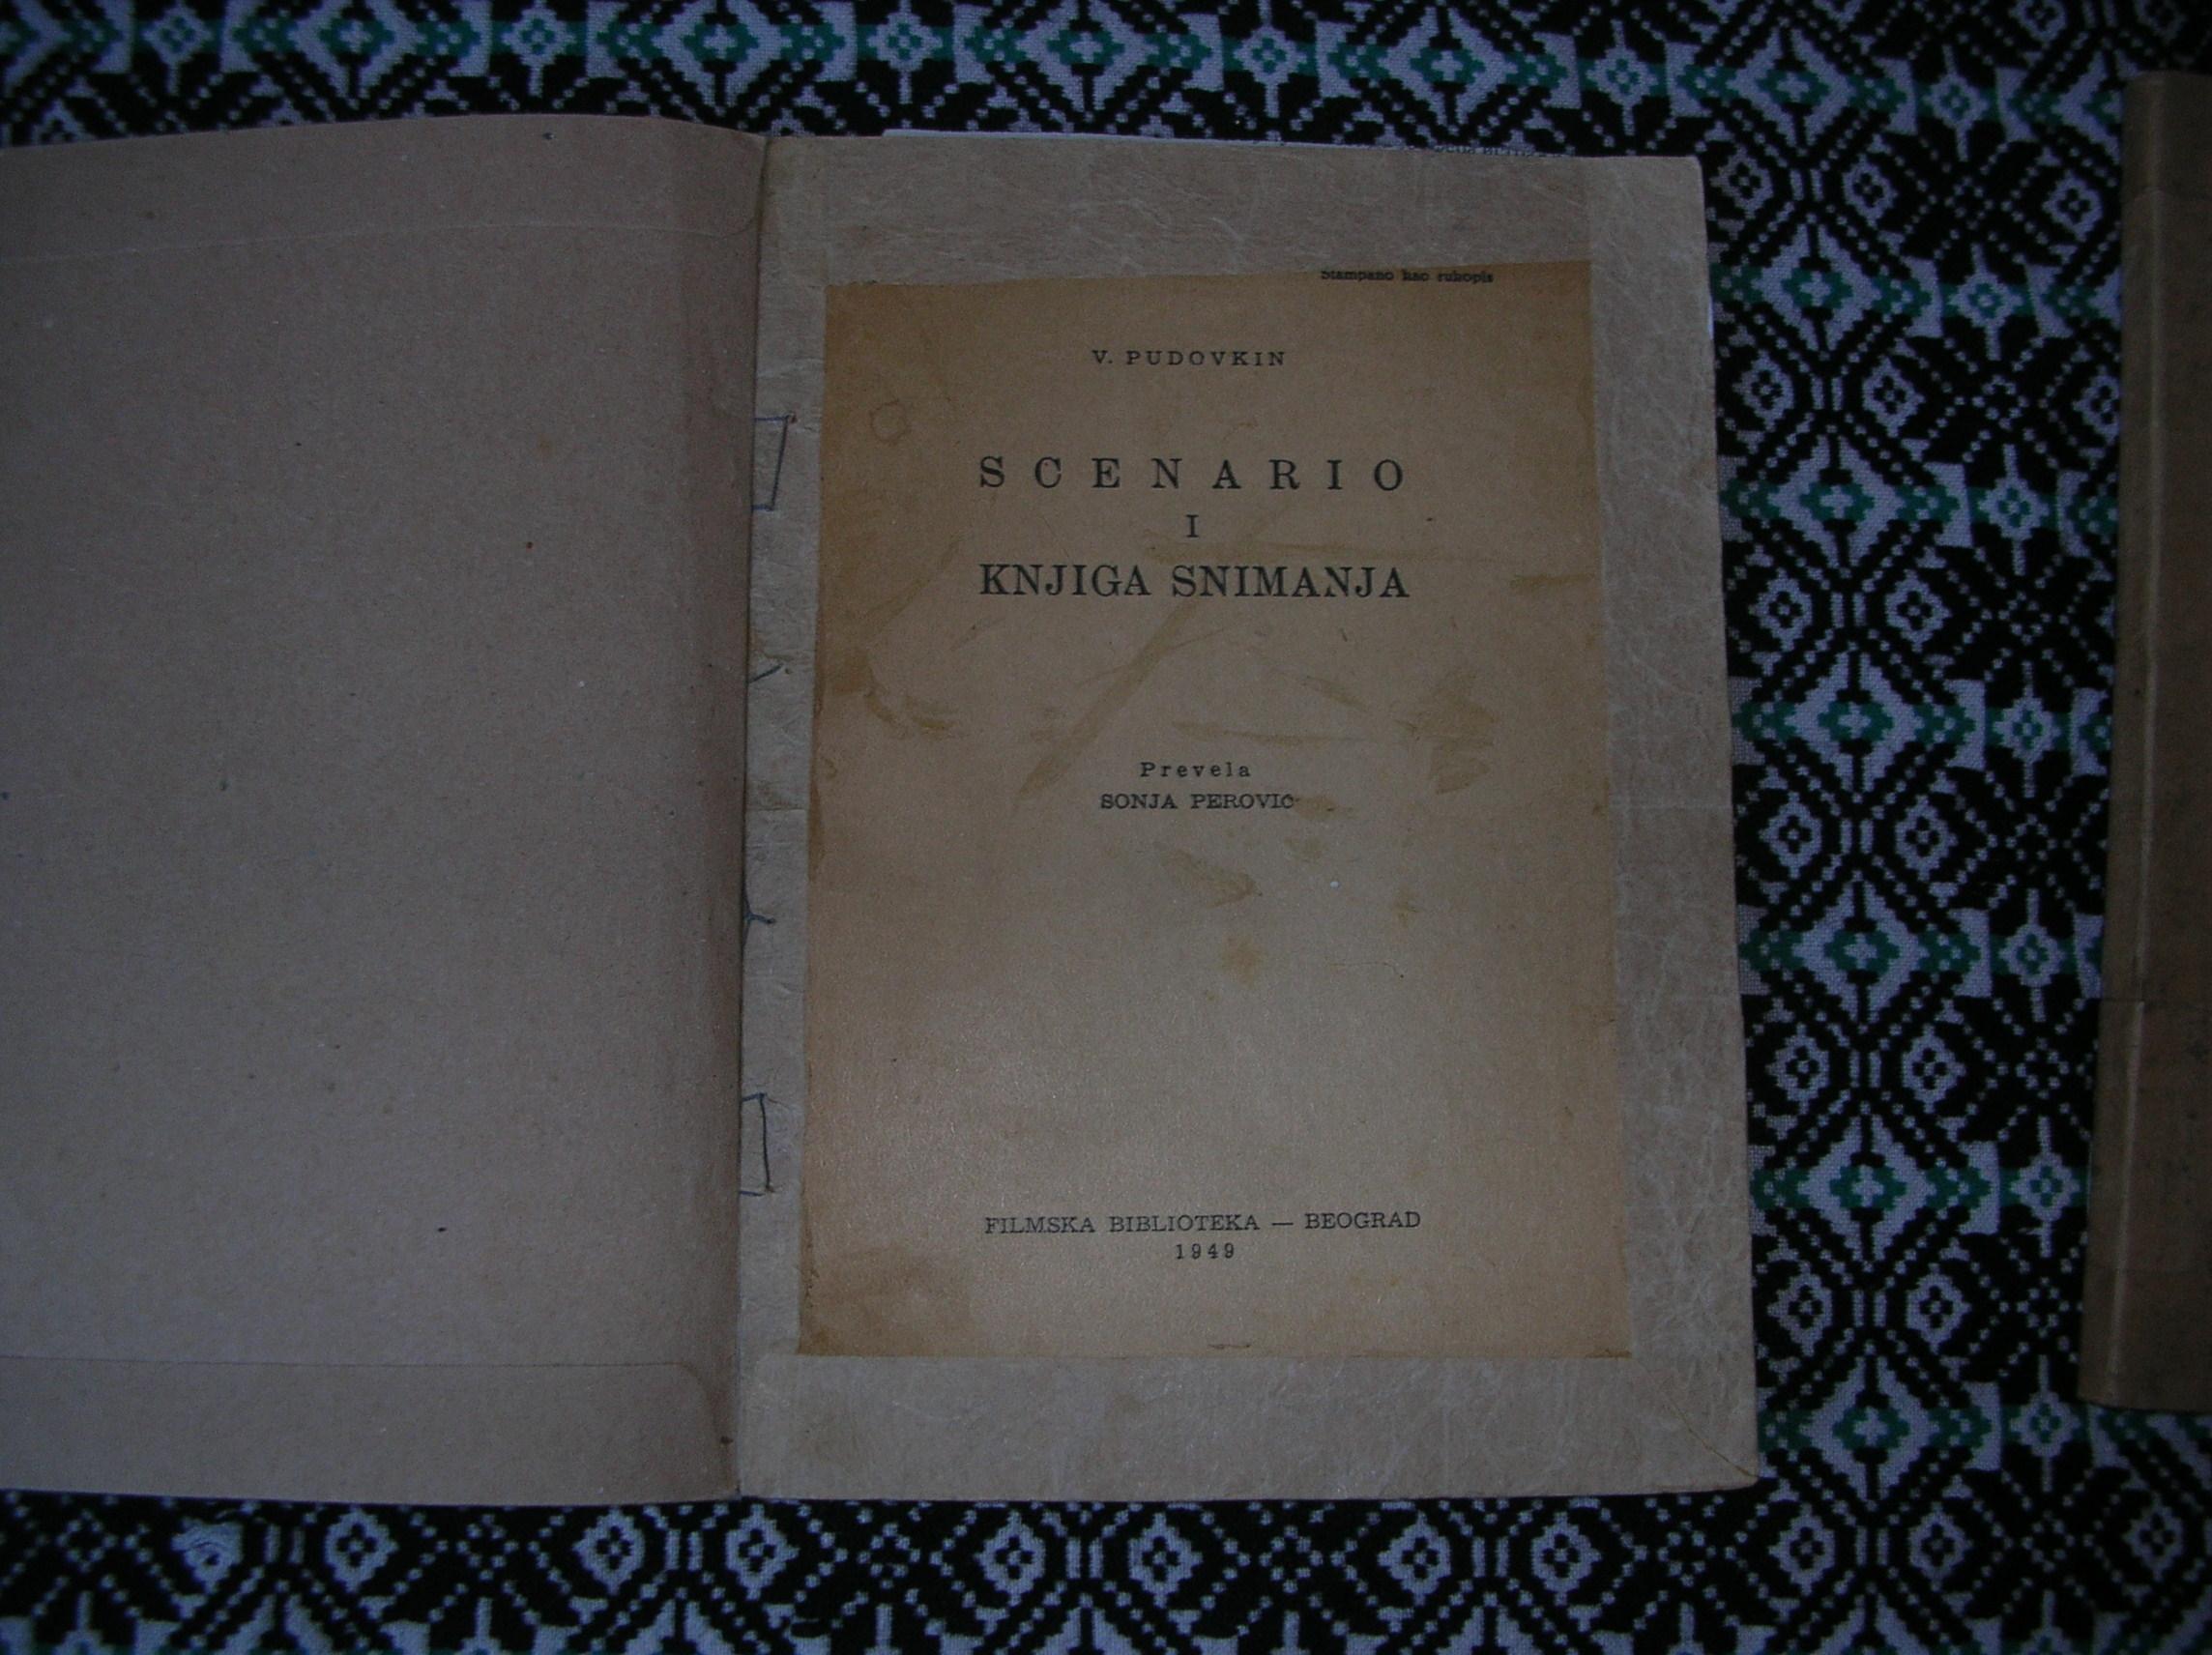 Štampano kao rukopis
V. PUDOVKIN
SCENARIO
I
KNJIGA SNIMANJA
Prevela
SONJA PEROVIĆ
FILMSKA BIBLIOTEKA — BEOGRAD
1949